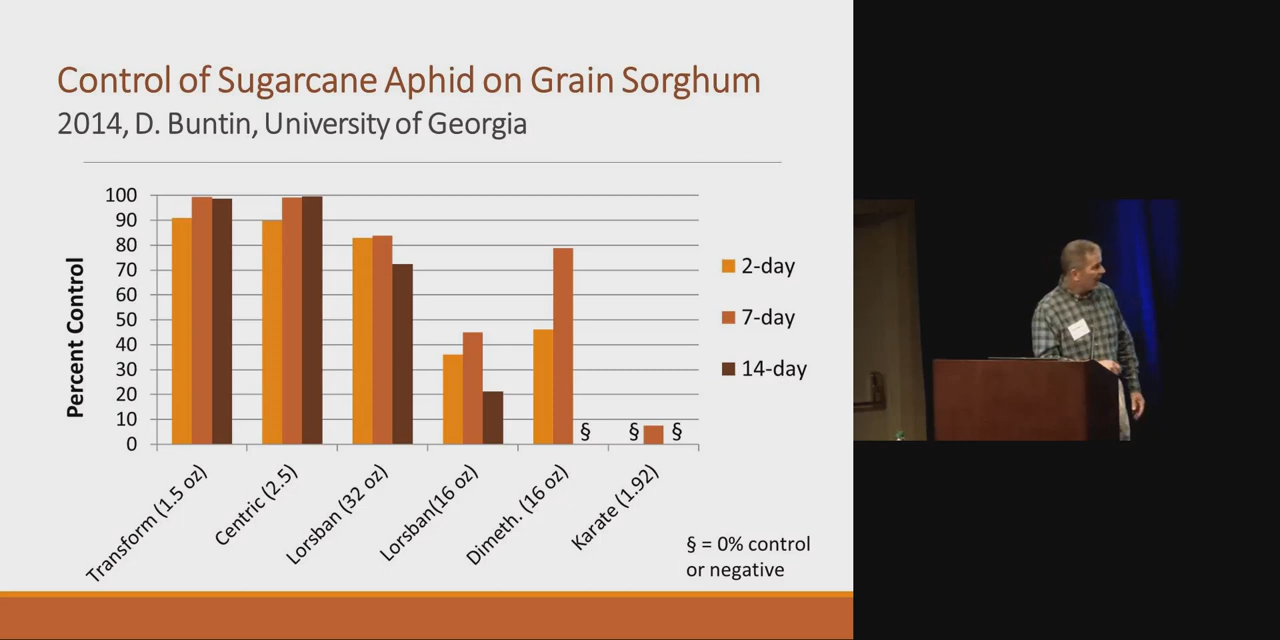 Control of Sugarcane Aphid on Grain Sorghum
2014, D. Buntin, University of Georgia
Percent Control
100
90
80
70
60
50
40
30
20
10
0
§
§
§
Transform (1.5 oz)
Centric (2.5)
Lorsban (32 oz)
Lorsban(16 oz)
Dimeth. (16 oz)
Karate (1.92)
2-day
7-day
14-day
§ = 0% control
or negative